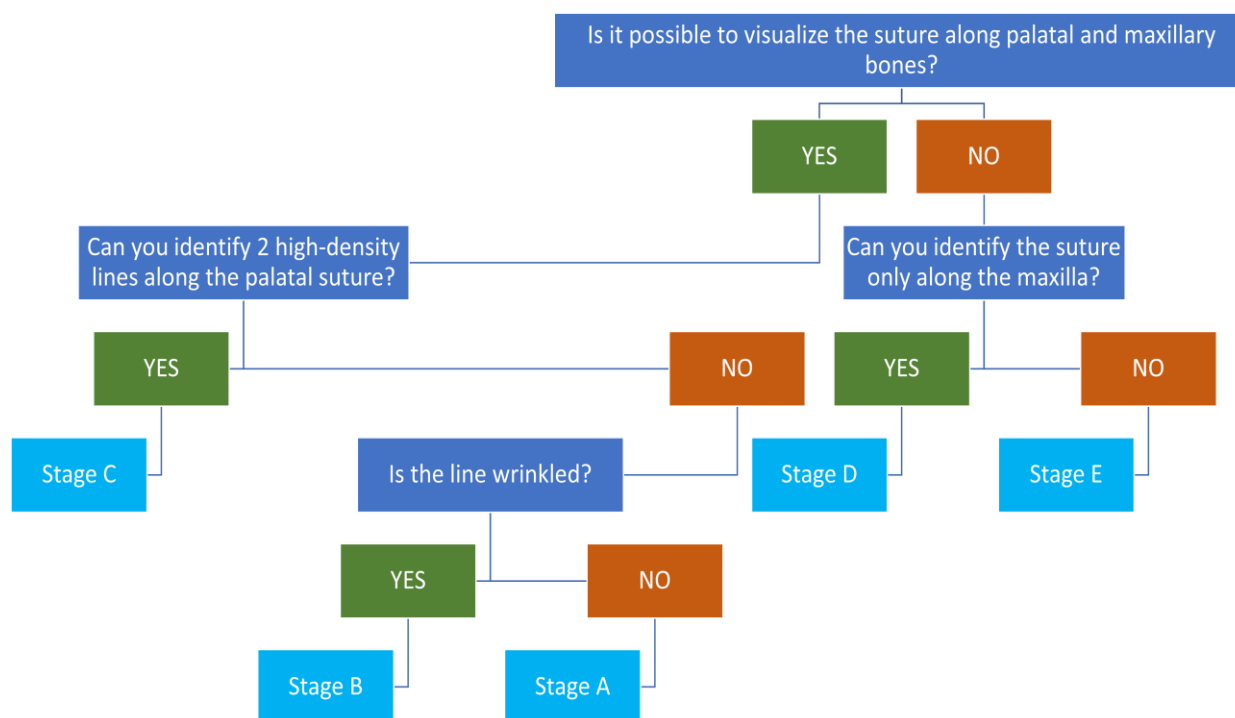 Is it possible to visualize the suture along palatal and maxillary
bones?
YES
NO
Can you identify 2 high-density
lines along the palatal suture?
Can you identify the suture
only along the maxilla?
YES
NO
YES
NO
Stage C
Is the line wrinkled?
Stage D
Stage E
YES
NO
Stage B
Stage A